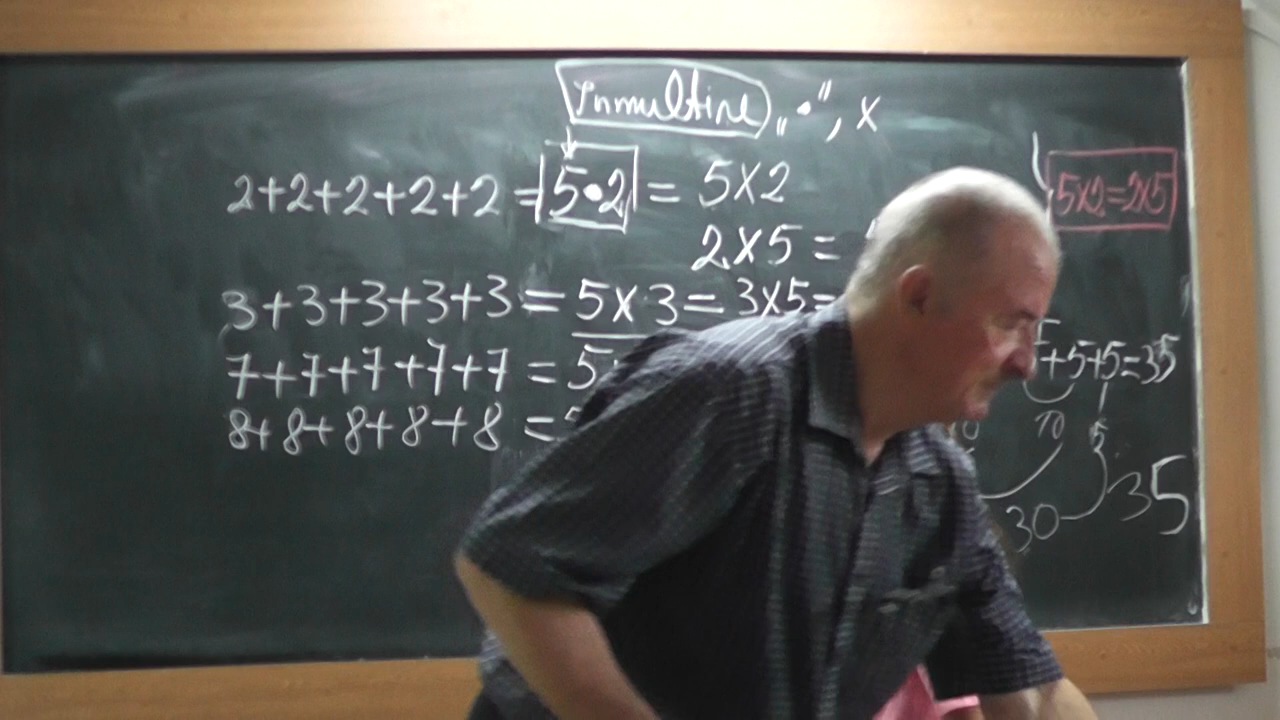 Inmultire „•”, x
2+2+2+2+2 = 5•2 = 5x2
5x2=2x5
2x5 =
3+3+3+3+3 = 5x3 = 3x5=
7+7+7+7+7 = 5
+5+5=35
8+8+8+8+8 =
10
5
30
35